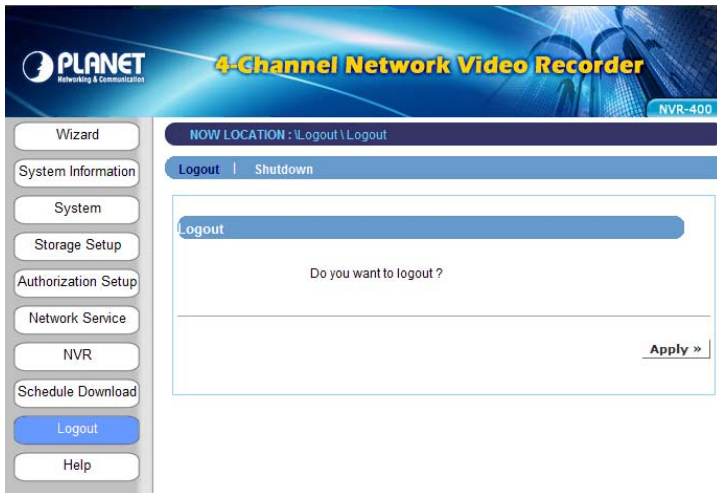 PLANET
Networking & Communication
4-Channel Network Video Recorder
NVR-400
Wizard
System Information
System
Storage Setup
Authorization Setup
Network Service
NVR
Schedule Download
Logout
Help
NOW LOCATION : \Logout \ Logout
Logout | Shutdown
Logout
Do you want to logout ?
Apply »